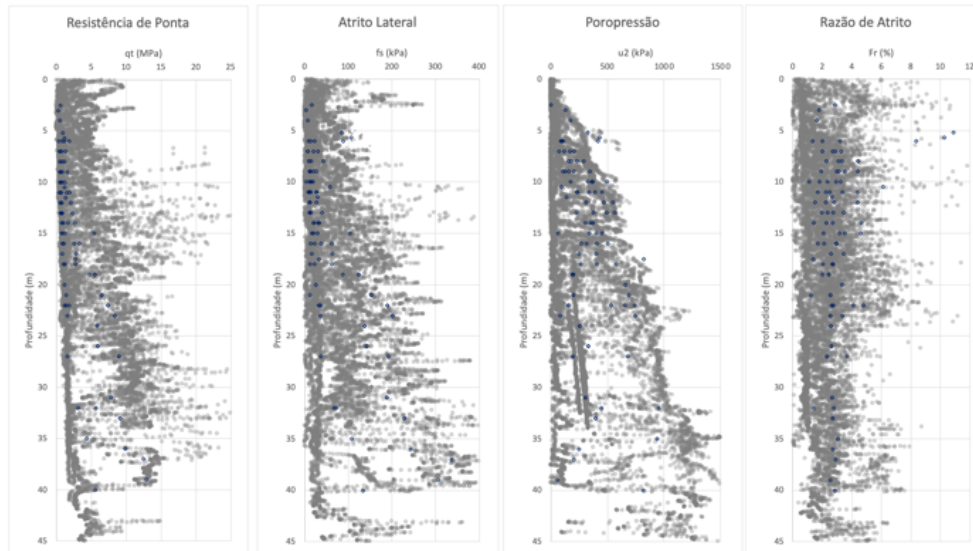 Resistência de Ponta
qt (MPa)
0 5 10 15 20 25
0
5
10
15
20
25
30
35
40
45
Profundidade (m)
Atrito Lateral
fs (kPa)
0 100 200 300 400
0
5
10
15
20
25
30
35
40
45
Profundidade (m)
Poropressão
u2 (kPa)
0 500 1000 1500
0
5
10
15
20
25
30
35
40
45
Profundidade (m)
Razão de Atrito
Fr (%)
0 2 4 6 8 10 12
0
5
10
15
20
25
30
35
40
45
Profundidade (m)